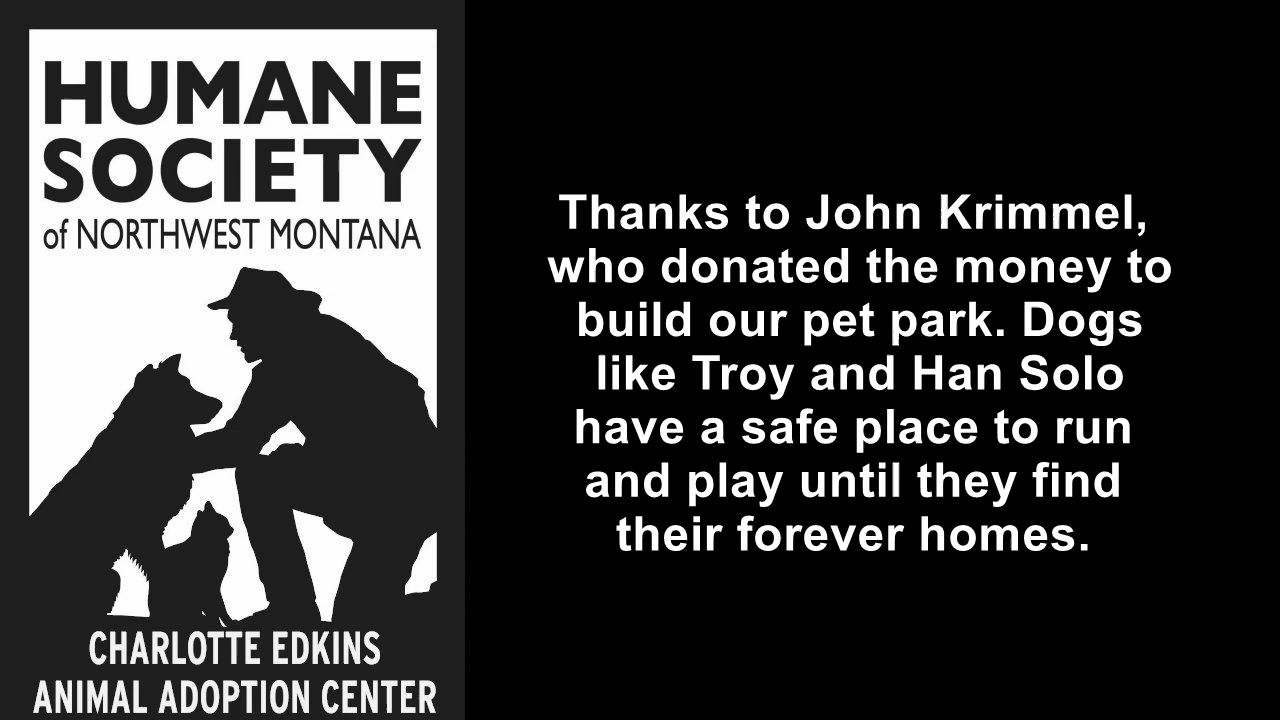 HUMANE
SOCIETY
of NORTHWEST MONTANA
CHARLOTTE EDKINS
ANIMAL ADOPTION CENTER
Thanks to John Krimmel,
who donated the money to
build our pet park. Dogs
like Troy and Han Solo
have a safe place to run
and play until they find
their forever homes.